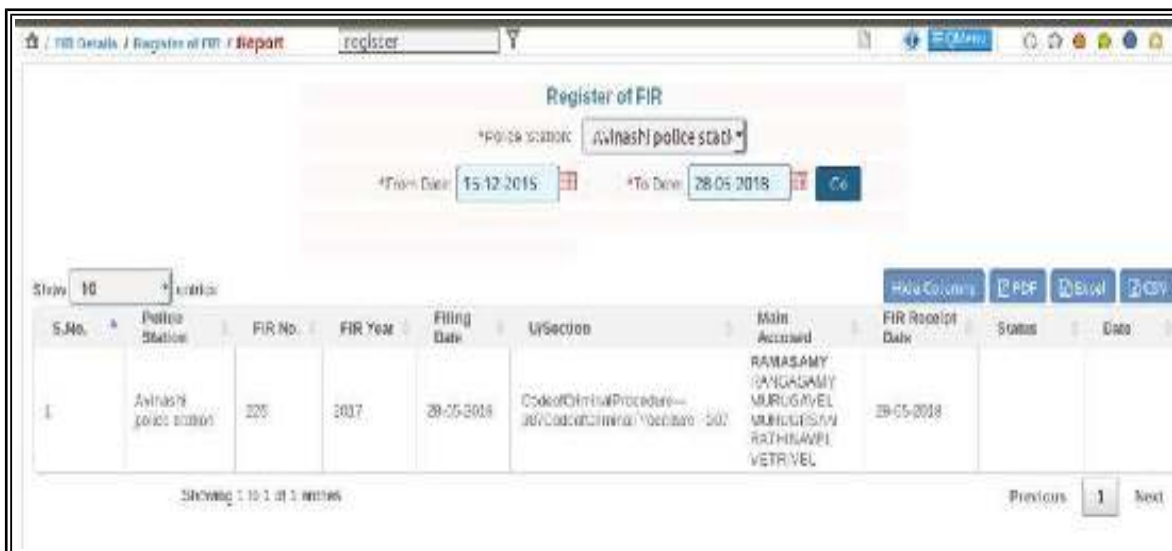 / FIR Details / Register of FIR / Report register QMenu
Register of FIR
*Police Station: Avinashi police stati
*From Date: 15-12-2015 *To Date: 28-05-2018 Go
Show 10 entries Hide Columns PDF Excel CSV
S.No. Police Station FIR No. FIR Year Filing Date U/Section Main Accused FIR Receipt Date Status Date
1 Avinashi police station 2017 28-05-2018 CodeofCriminalProcedure— 28-05-2018
RAMASAMY
RANGASAMY
MURUGAVEL
MURUGESAN
RATHINAVEL
VETRIVEL
Showing 1 to 1 of 1 entries Previous 1 Next